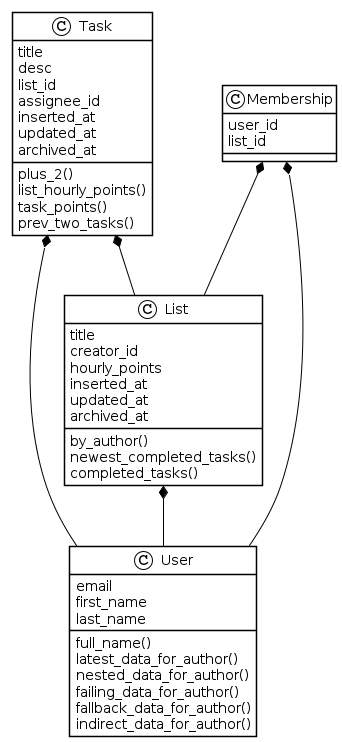 C Task
title
desc
list_id
assignee_id
inserted_at
updated_at
archived_at
plus_2()
list_hourly_points()
task_points()
prev_two_tasks()
C Membership
user_id
list_id
C List
title
creator_id
hourly_points
inserted_at
updated_at
archived_at
by_author()
newest_completed_tasks()
completed_tasks()
C User
email
first_name
last_name
full_name()
latest_data_for_author()
nested_data_for_author()
failing_data_for_author()
fallback_data_for_author()
indirect_data_for_author()